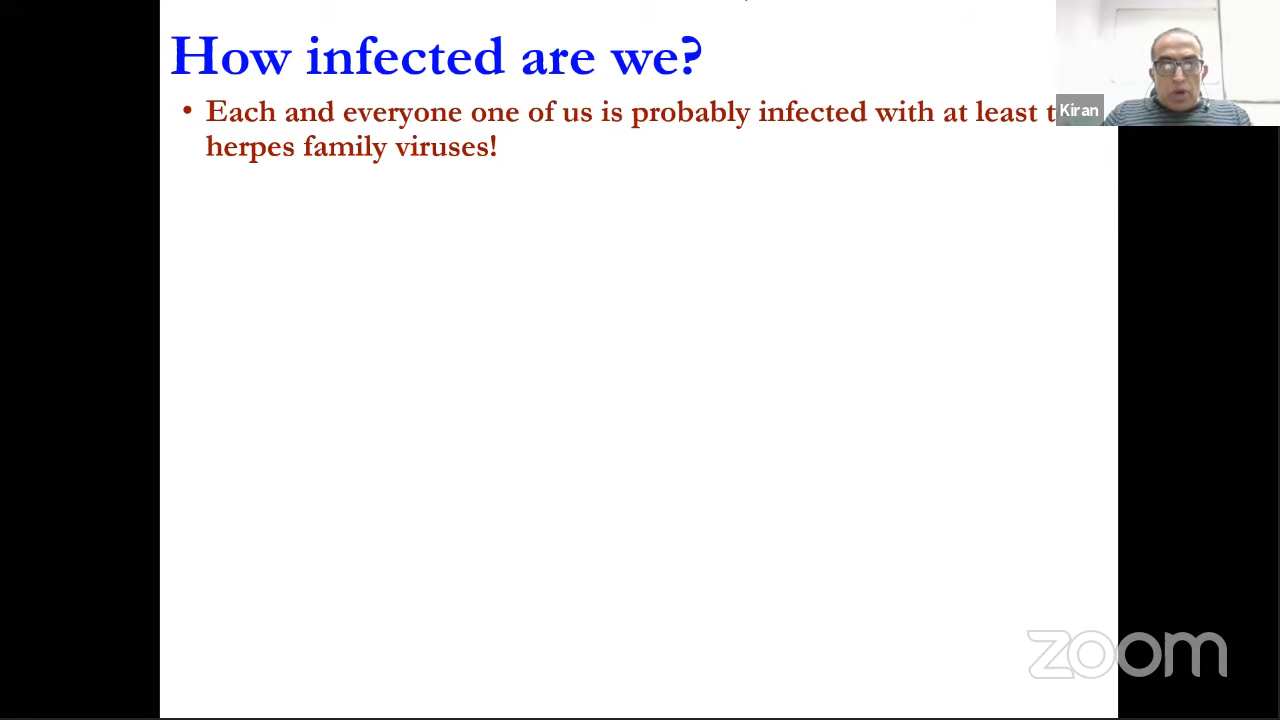 How infected are we?
• Each and everyone one of us is probably infected with at least
herpes family viruses!
Kiran
zoom